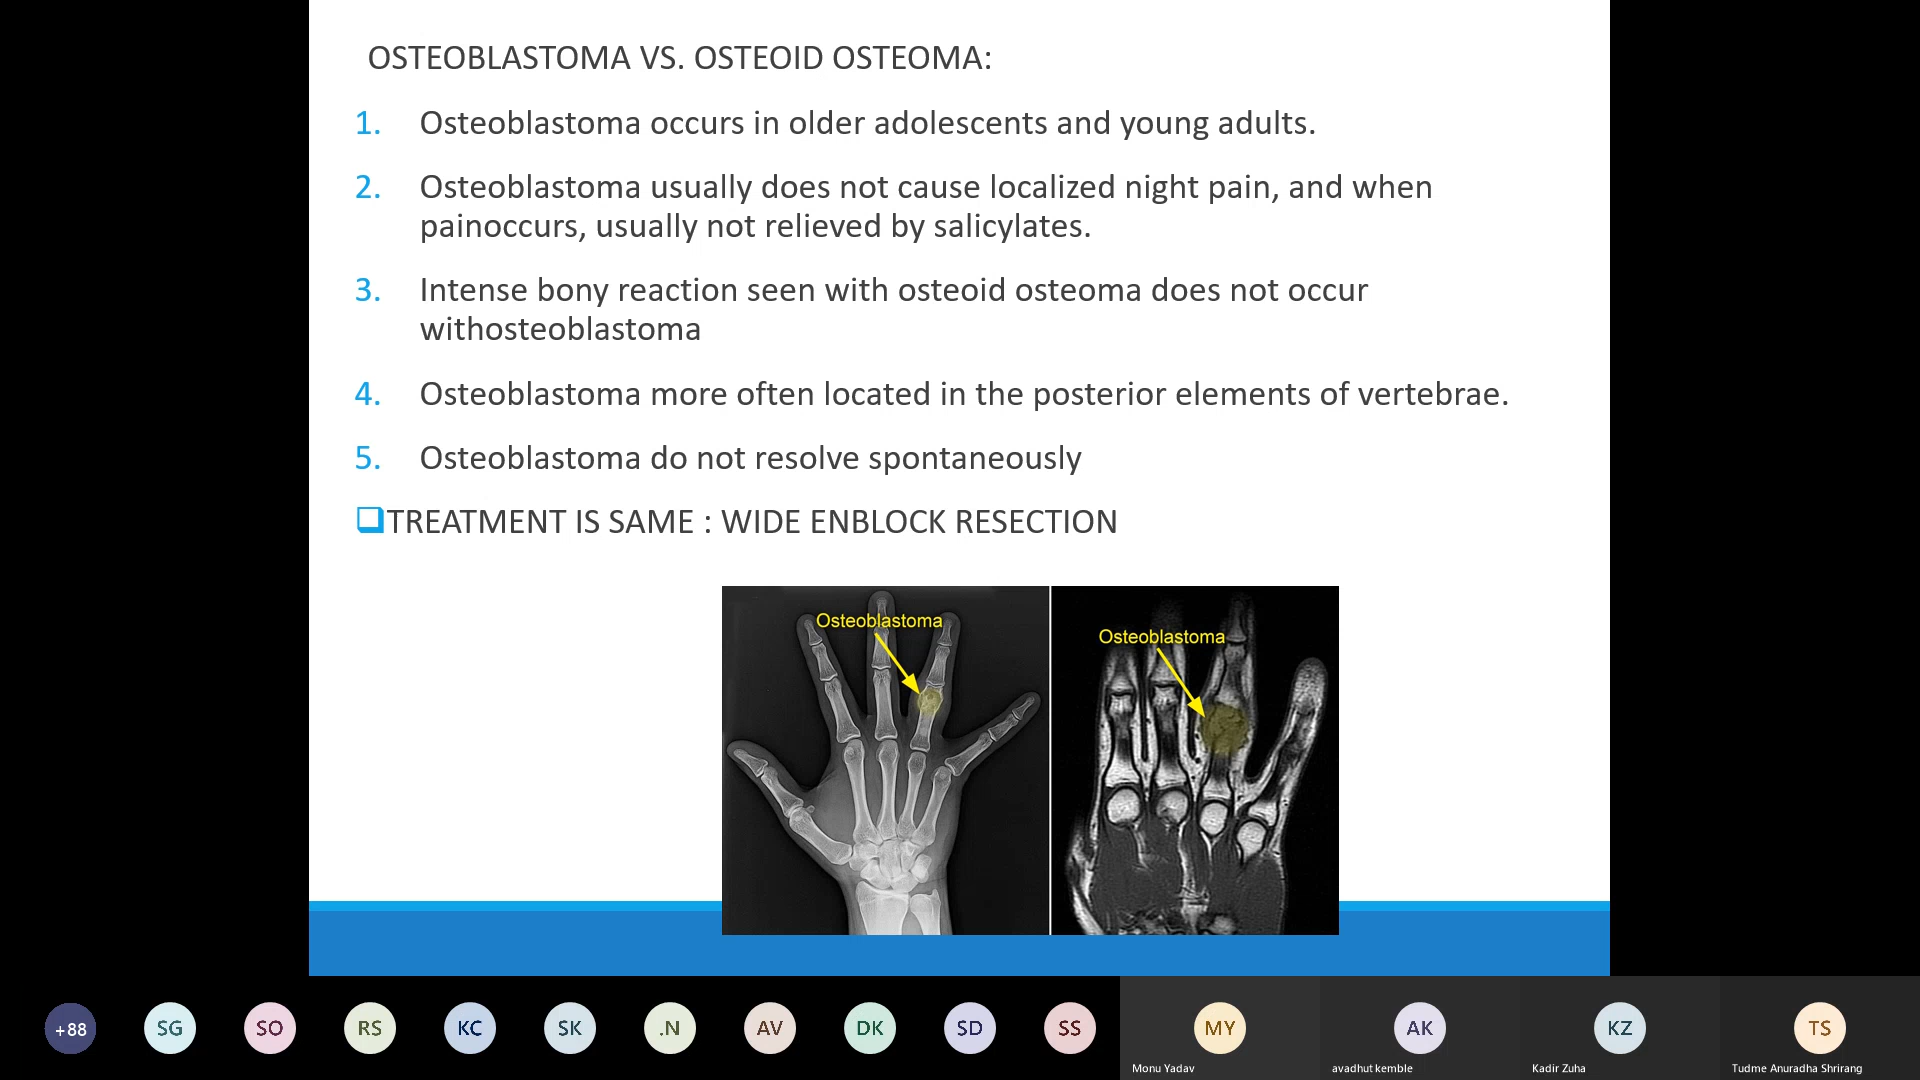 OSTEOBLASTOMA VS. OSTEOID OSTEOMA:
1. Osteoblastoma occurs in older adolescents and young adults.
2. Osteoblastoma usually does not cause localized night pain, and when
painoccurs, usually not relieved by salicylates.
3. Intense bony reaction seen with osteoid osteoma does not occur
withosteoblastoma
4. Osteoblastoma more often located in the posterior elements of vertebrae.
5. Osteoblastoma do not resolve spontaneously
TREATMENT IS SAME : WIDE ENBLOCK RESECTION
Osteoblastoma
Osteoblastoma
+88 SG SO RS KC SK .N AV DK SD SS MY AK KZ TS
Monu Yadav avadhut kemble Kadir Zuha Tudme Anuradha Shrirang